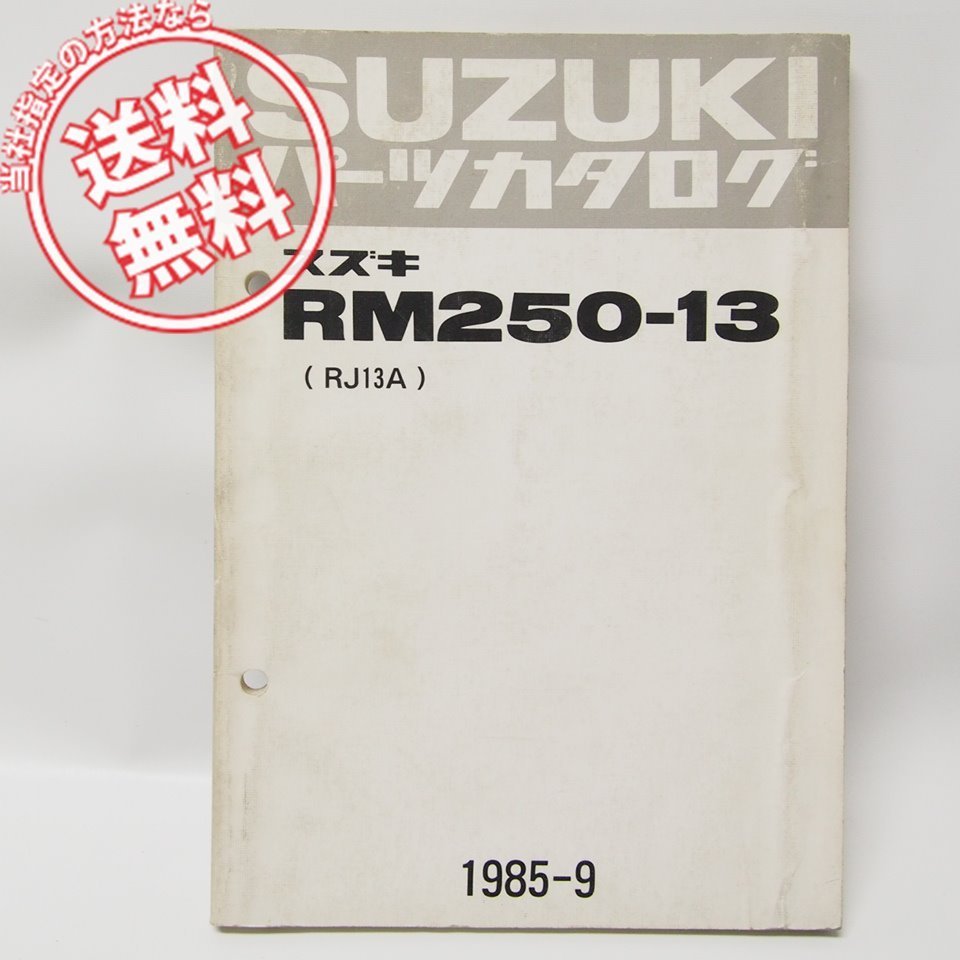 当社指定の方法なら
送料
無料
SUZUKI
パーツカタログ
スズキ
RM250-13
( RJ13A )
1985-9